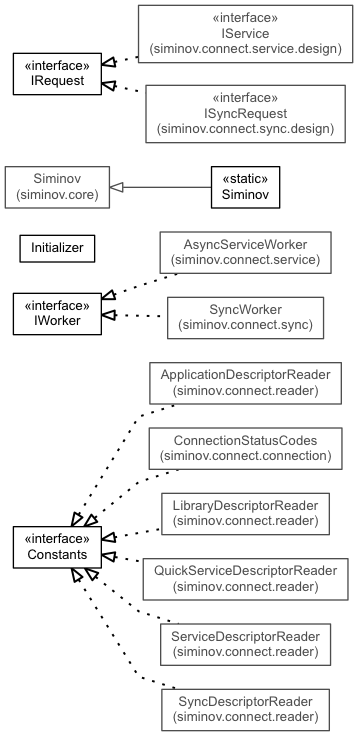 «interface»
IService
(siminov.connect.service.design)
«interface»
IRequest
«interface»
ISyncRequest
(siminov.connect.sync.design)
Siminov
(siminov.core)
«static»
Siminov
Initializer
AsyncServiceWorker
(siminov.connect.service)
«interface»
IWorker
SyncWorker
(siminov.connect.sync)
ApplicationDescriptorReader
(siminov.connect.reader)
ConnectionStatusCodes
(siminov.connect.connection)
LibraryDescriptorReader
(siminov.connect.reader)
«interface»
Constants
QuickServiceDescriptorReader
(siminov.connect.reader)
ServiceDescriptorReader
(siminov.connect.reader)
SyncDescriptorReader
(siminov.connect.reader)